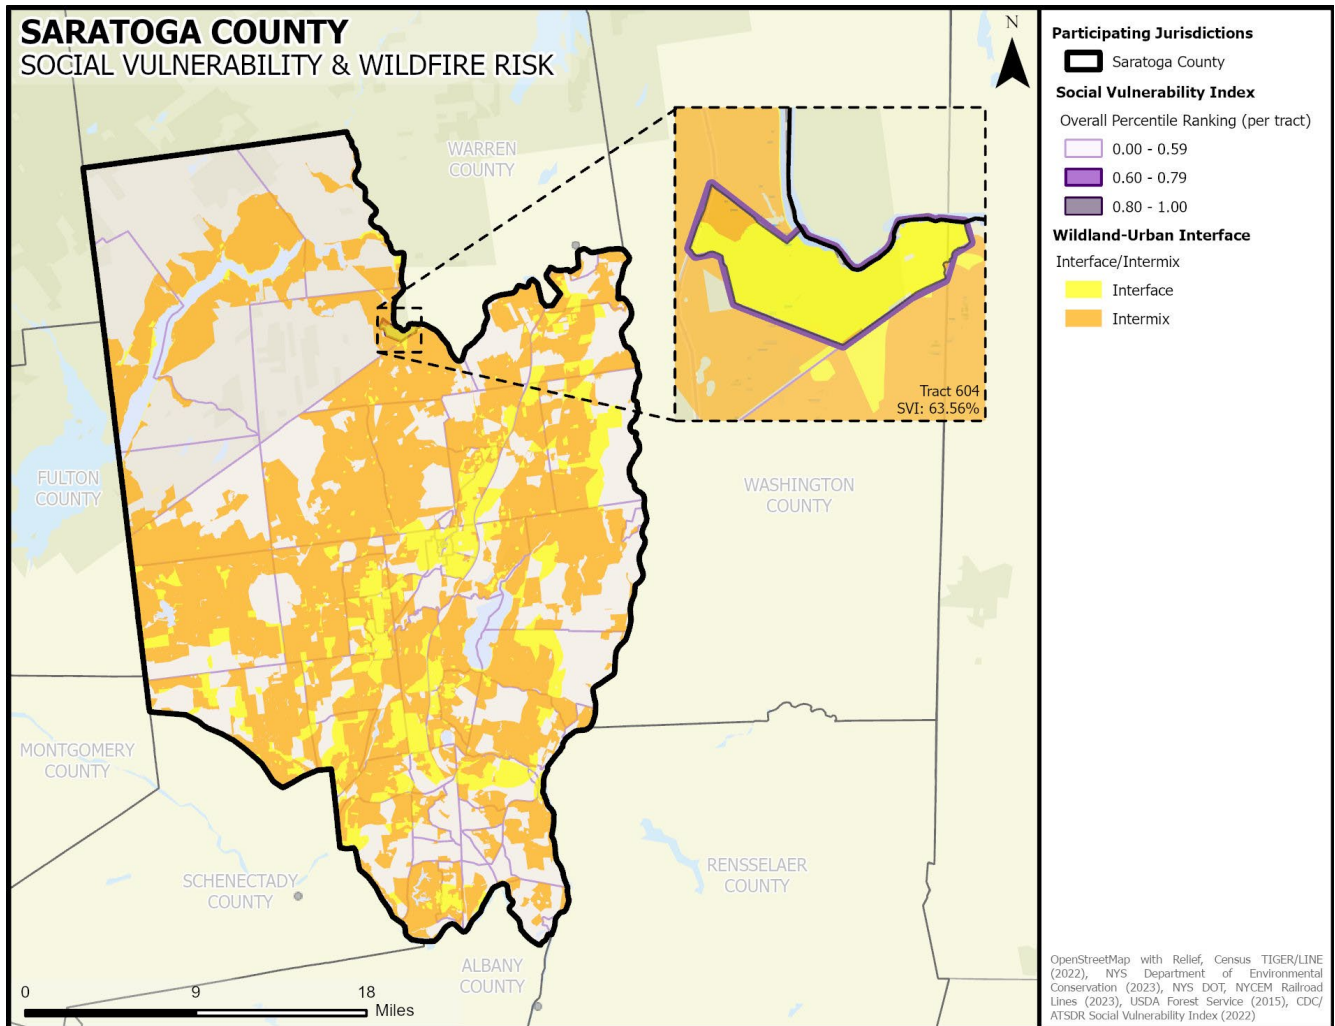 SARATOGA COUNTY
SOCIAL VULNERABILITY & WILDFIRE RISK
N
WARREN
COUNTY
Tract 604
SVI: 63.56%
FULTON
COUNTY
WASHINGTON
COUNTY
MONTGOMERY
COUNTY
SCHENECTADY
COUNTY
RENSSELAER
COUNTY
ALBANY
COUNTY
0 9 18
Miles
Participating Jurisdictions
Saratoga County
Social Vulnerability Index
Overall Percentile Ranking (per tract)
0.00 - 0.59
0.60 - 0.79
0.80 - 1.00
Wildland-Urban Interface
Interface/Intermix
Interface
Intermix
OpenStreetMap with Relief, Census TIGER/LINE
(2022), NYS Department of Environmental
Conservation (2023), NYS DOT, NYCEM Railroad
Lines (2023), USDA Forest Service (2015), CDC/
ATSDR Social Vulnerability Index (2022)